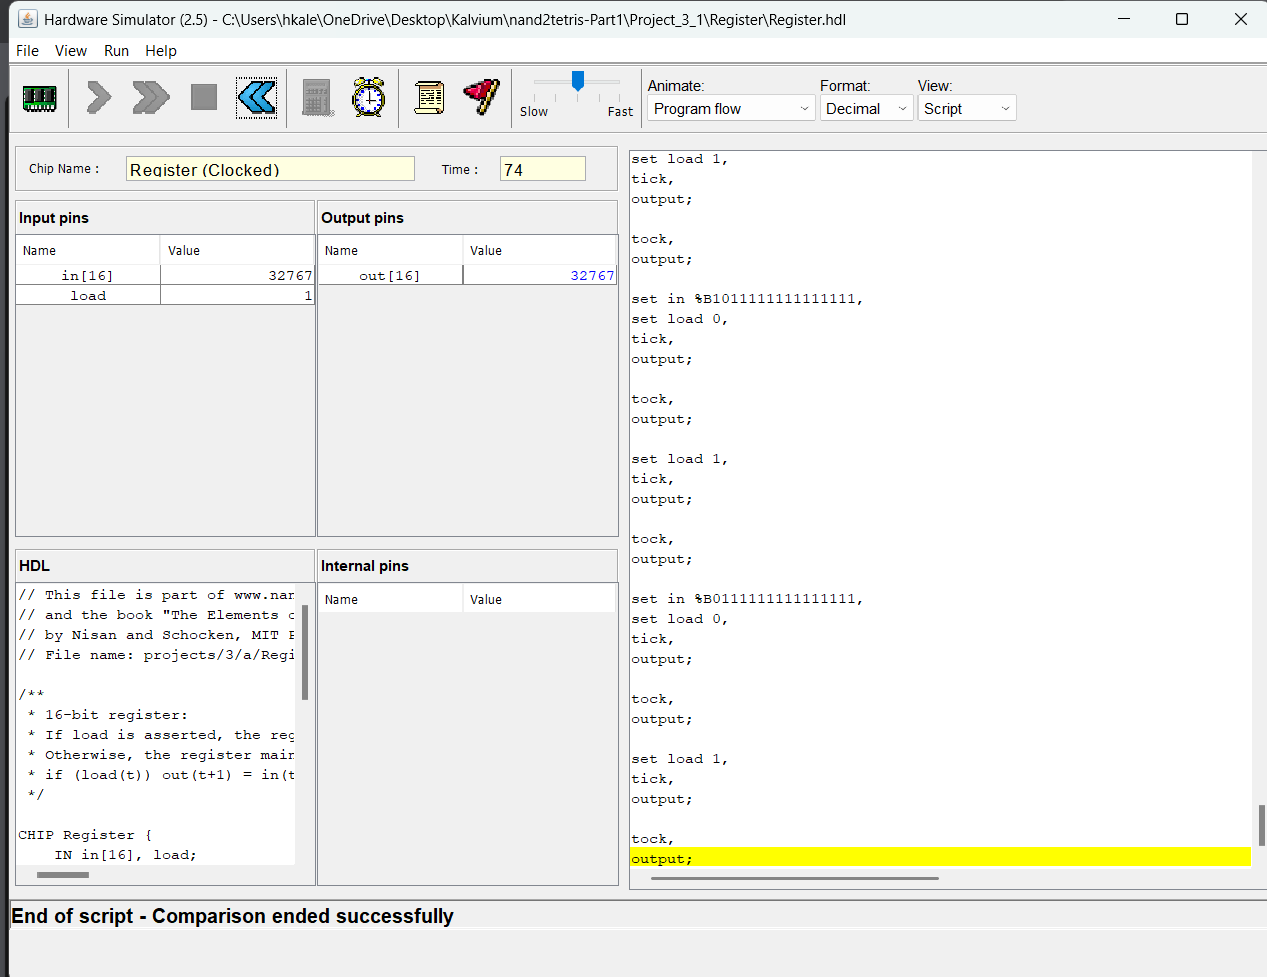 Hardware Simulator (2.5) - C:\Users\hkale\OneDrive\Desktop\Kalvium\nand2tetris-Part1\Project_3_1\Register\Register.hdl
File View Run Help
Slow Fast
Animate: Format: View:
Program flow Decimal Script
Chip Name : Register (Clocked) Time : 74
Input pins
Name Value
in[16] 32767
load 1
Output pins
Name Value
out[16] 32767
HDL
// This file is part of www.nan
// and the book "The Elements o
// by Nisan and Schocken, MIT P
// File name: projects/3/a/Regi
/**
* 16-bit register:
* If load is asserted, the reg
* Otherwise, the register main
* if (load(t)) out(t+1) = in(t
*/
CHIP Register {
IN in[16], load;
Internal pins
Name Value
set load 1,
tick,
output;
tock,
output;
set in %B1011111111111111,
set load 0,
tick,
output;
tock,
output;
set load 1,
tick,
output;
tock,
output;
set in %B0111111111111111,
set load 0,
tick,
output;
tock,
output;
set load 1,
tick,
output;
tock,
output;
End of script - Comparison ended successfully